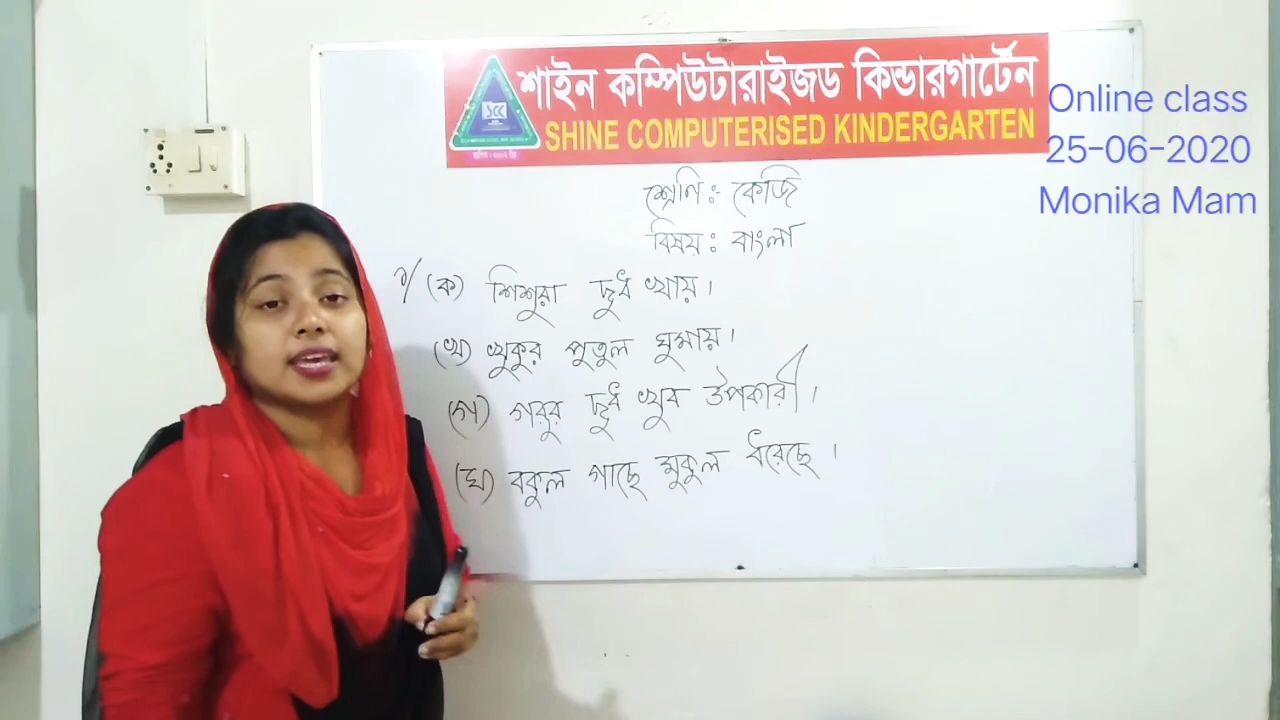 শাইন কম্পিউটারাইজড কিন্ডারগার্টেন
SHINE COMPUTERISED KINDERGARTEN
Online class
25-06-2020
Monika Mam
শ্রেণি : কেজি
বিষয় : বাংলা
১/ (ক) শিশুরা দুধ খায়।
(খ) খুকুর পুতুল ঘুমায়।
(গ) গরুর দুধ খুব উপকারী।
(ঘ) বকুল গাছে মুকুল ধরেছে।